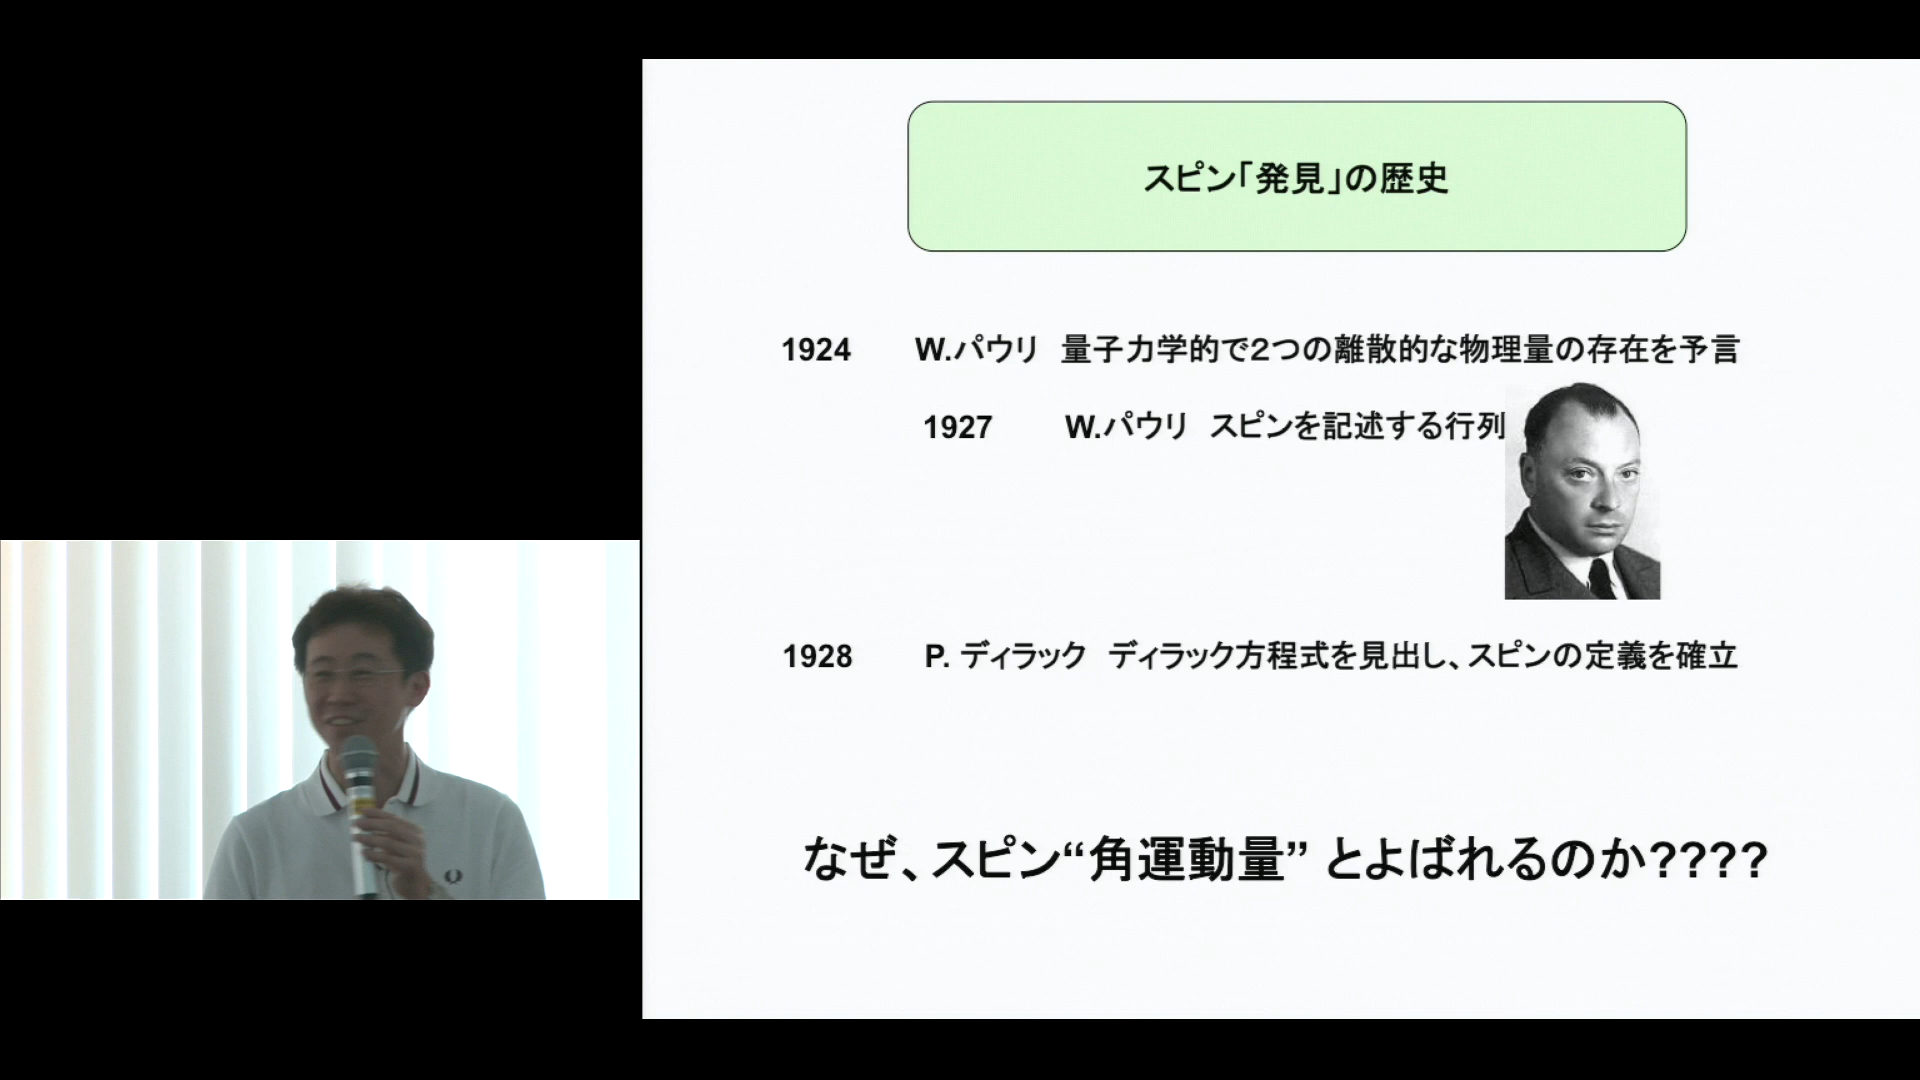 スピン「発見」の歴史
1924 W.パウリ 量子力学的で2つの離散的な物理量の存在を予言
1927 W.パウリ スピンを記述する行列
1928 P. ディラック ディラック方程式を見出し、スピンの定義を確立
なぜ、スピン“角運動量” とよばれるのか????